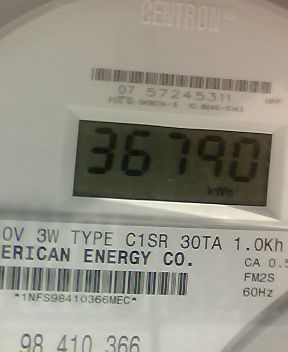 CENTRON®
07 57245311
36790
kWh
0V 3W TYPE C1SR 30TA 1.0Kh
ERICAN ENERGY CO.
CA 0.5
FM2S
*1NFS98410366MEC*
60Hz
98 410 366